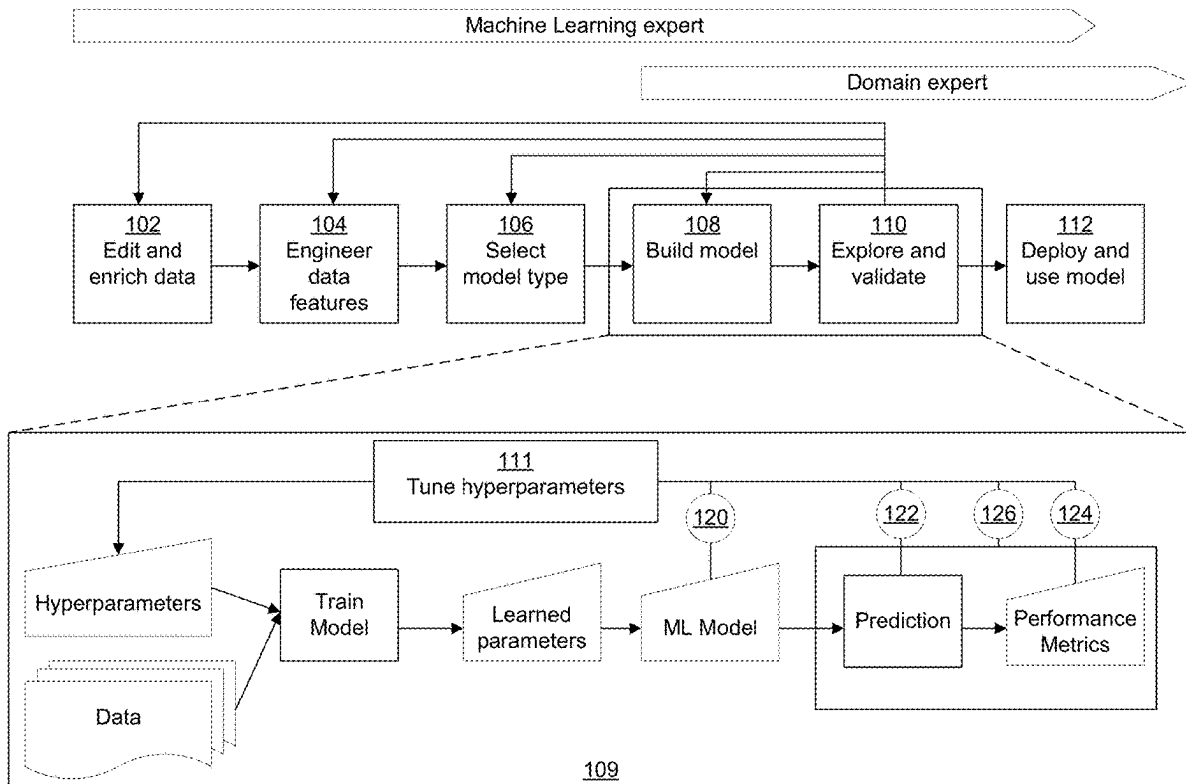 Machine Learning expert
Domain expert
102
Edit and
enrich data
104
Engineer
data
features
106
Select
model type
108
Build model
110
Explore and
validate
112
Deploy and
use model
111
Tune hyperparameters
120
122
126
124
Hyperparameters
Train
Model
Learned
parameters
ML Model
Prediction
Performance
Metrics
Data
109